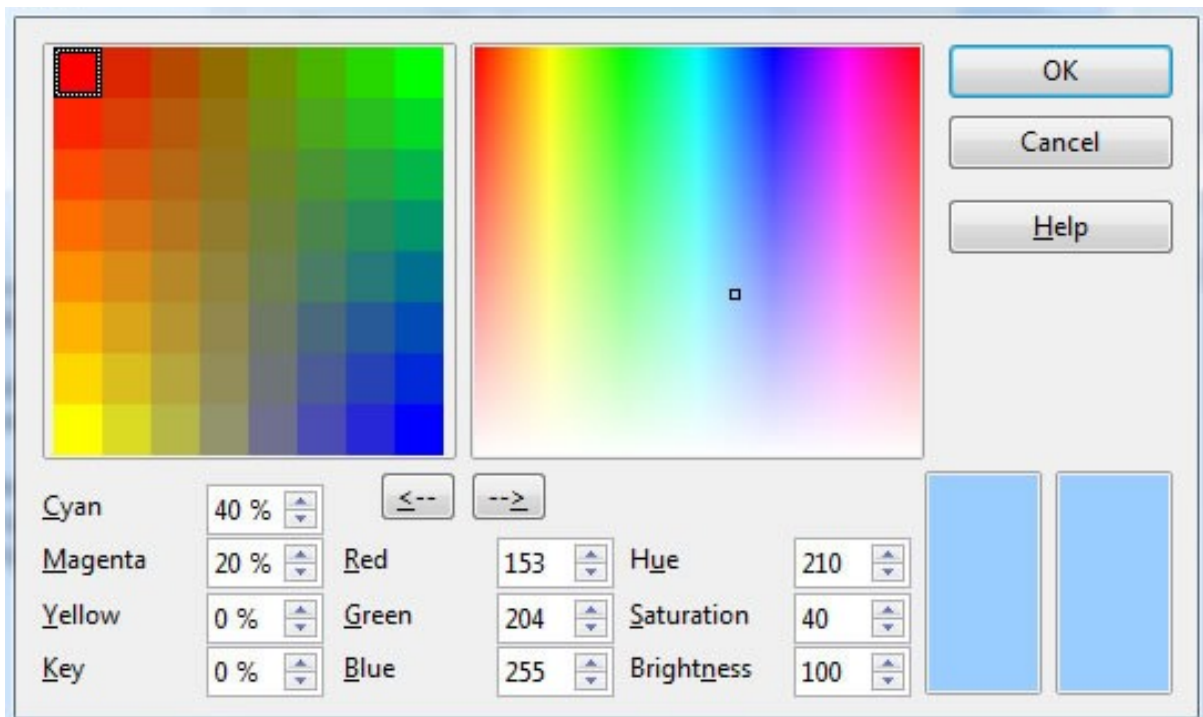 OK
Cancel
Help
<-- -->
Cyan 40 %
Magenta 20 % Red 153 Hue 210
Yellow 0 % Green 204 Saturation 40
Key 0 % Blue 255 Brightness 100